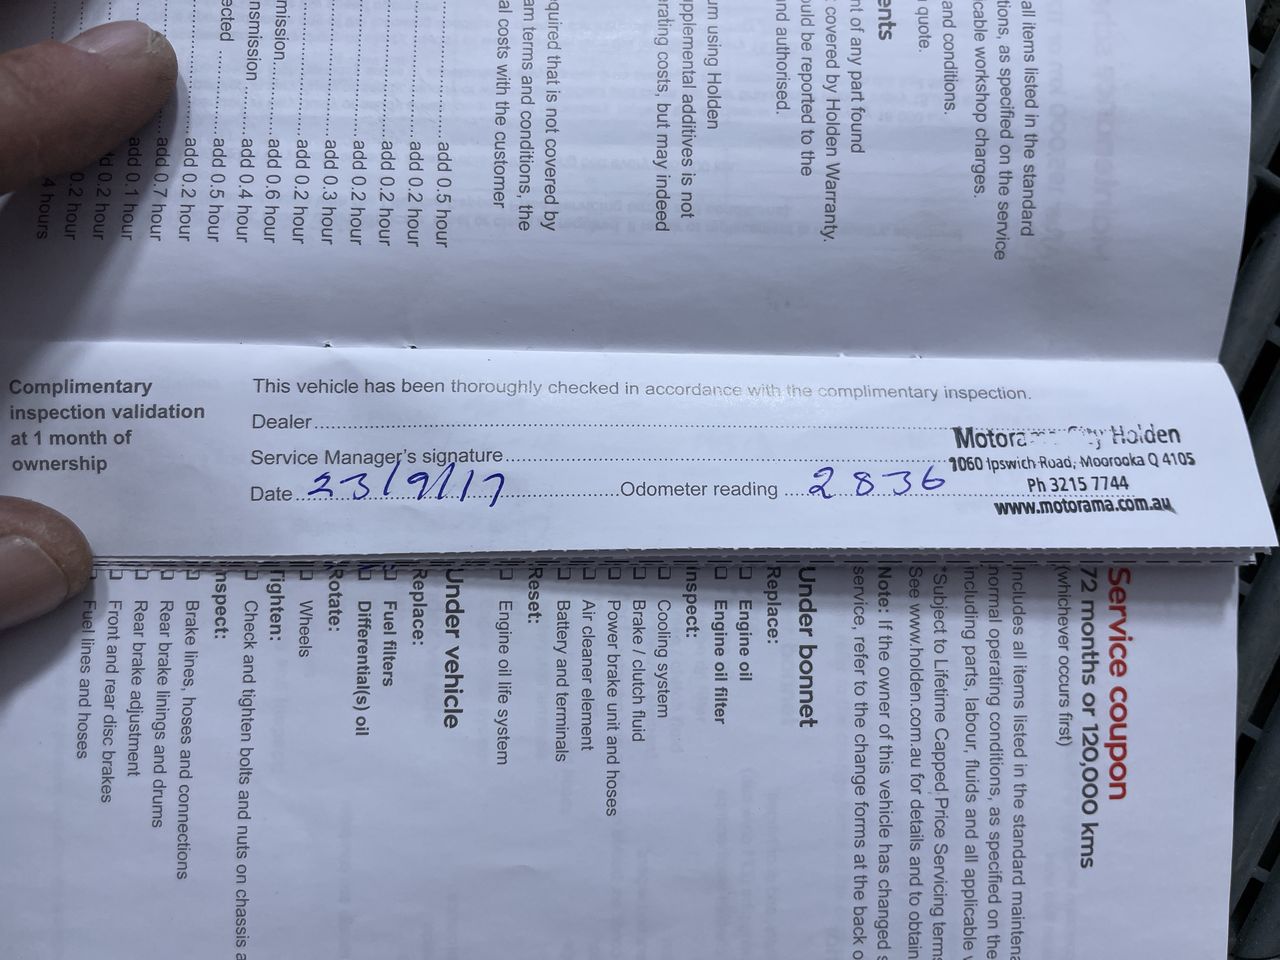 all items listed in the standard
tions, as specified on the service
icable workshop charges.
and conditions.
quote.
ents
nt of any part found
covered by Holden Warranty.
ould be reported to the
nd authorised.
um using Holden
pplemental additives is not
rating costs, but may indeed
quired that is not covered by
am terms and conditions, the
al costs with the customer
add 0.5 hour
add 0.2 hour
add 0.2 hour
add 0.2 hour
add 0.3 hour
mission add 0.2 hour
add 0.6 hour
nsmission add 0.4 hour
ected add 0.5 hour
add 0.2 hour
add 0.7 hour
add 0.1 hour
0.2 hour
0.2 hour
4 hours
Complimentary
inspection validation
at 1 month of
ownership
This vehicle has been thoroughly checked in accordance with the complimentary inspection.
Dealer
Service Manager's signature
Date 23/9/17 Odometer reading 2836
Motorama City Holden
1060 Ipswich Road, Moorooka Q 4105
Ph 3215 7744
www.motorama.com.au
Service coupon
72 months or 120,000 kms
(whichever occurs first)
Includes all items listed in the standard maintena
normal operating conditions, as specified on the
including parts, labour, fluids and all applicable
*Subject to Lifetime Capped Price Servicing terms
See www.holden.com.au for details and to obtain
Note: If the owner of this vehicle has changed s
service, refer to the change forms at the back o
Under bonnet
Replace:
Engine oil
Engine oil filter
Inspect:
Cooling system
Brake / clutch fluid
Power brake unit and hoses
Air cleaner element
Battery and terminals
Reset:
Engine oil life system
Under vehicle
Replace:
Fuel filters
Differential(s) oil
Rotate:
Wheels
Tighten:
Check and tighten bolts and nuts on chassis a
nspect:
Brake lines, hoses and connections
Rear brake linings and drums
Rear brake adjustment
Front and rear disc brakes
Fuel lines and hoses